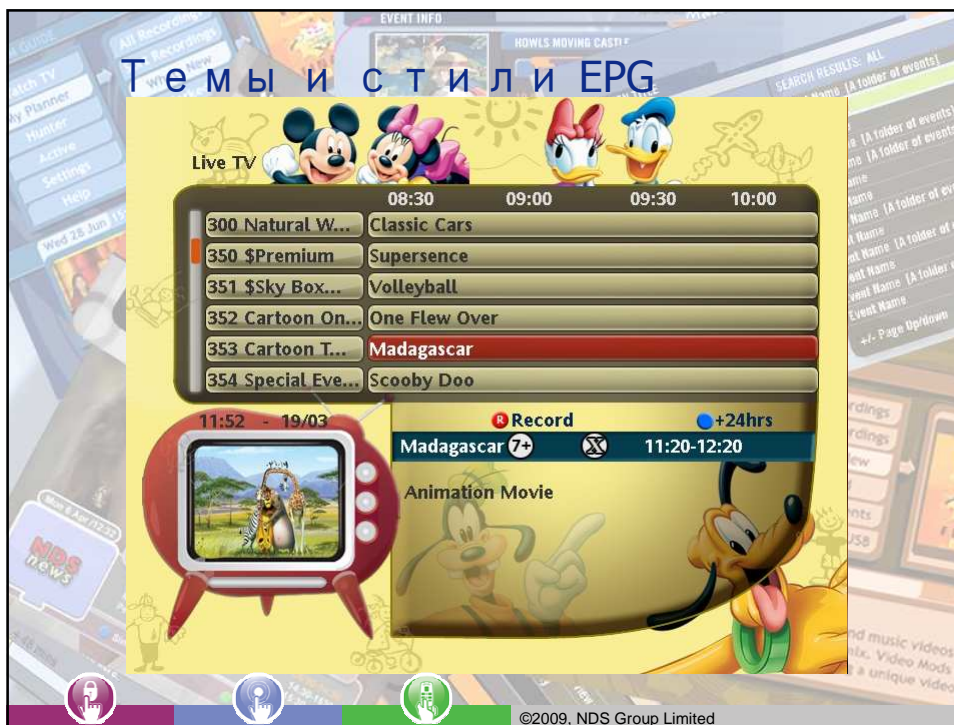 EVENT INFO
HOWLS MOVING CASTLE
SEARCH RESULTS: ALL
Темы и стили EPG
Live TV
08:30 09:00 09:30 10:00
300 Natural W... Classic Cars
350 $Premium Supersence
351 $Sky Box... Volleyball
352 Cartoon On... One Flew Over
353 Cartoon T... Madagascar
354 Special Eve... Scooby Doo
11:52 - 19/03
R Record +24hrs
Madagascar 7+ X 11:20-12:20
Animation Movie
All Recordings
My Planner
Hunter
Active
Settings
Help
Wed 28 Jun
Event Name
+/- Page Up/down
NDS
news
©2009, NDS Group Limited